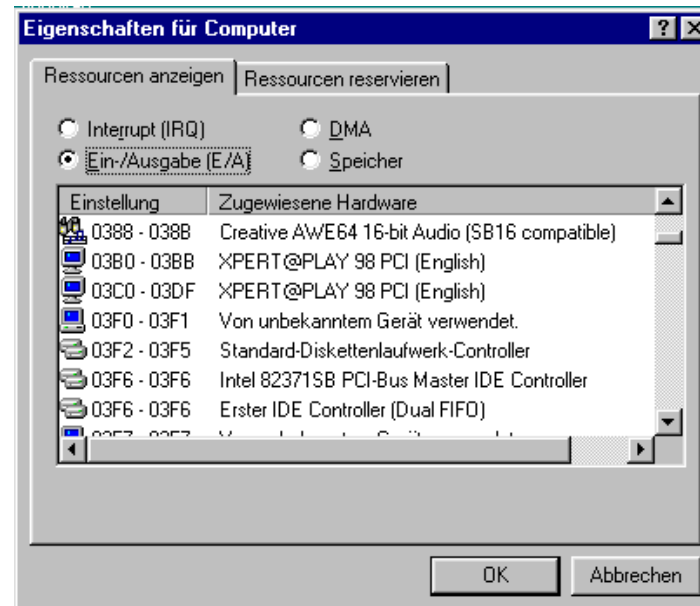 Eigenschaften für Computer
Ressourcen anzeigen Ressourcen reservieren
Interrupt (IRQ) DMA
Ein-/Ausgabe (E/A) Speicher
Einstellung Zugewiesene Hardware
0388 - 038B Creative AWE64 16-bit Audio (SB16 compatible)
03B0 - 03BB XPERT@PLAY 98 PCI (English)
03C0 - 03DF XPERT@PLAY 98 PCI (English)
03F0 - 03F1 Von unbekanntem Gerät verwendet.
03F2 - 03F5 Standard-Diskettenlaufwerk-Controller
03F6 - 03F6 Intel 82371SB PCI-Bus Master IDE Controller
03F6 - 03F6 Erster IDE Controller (Dual FIFO)
OK Abbrechen